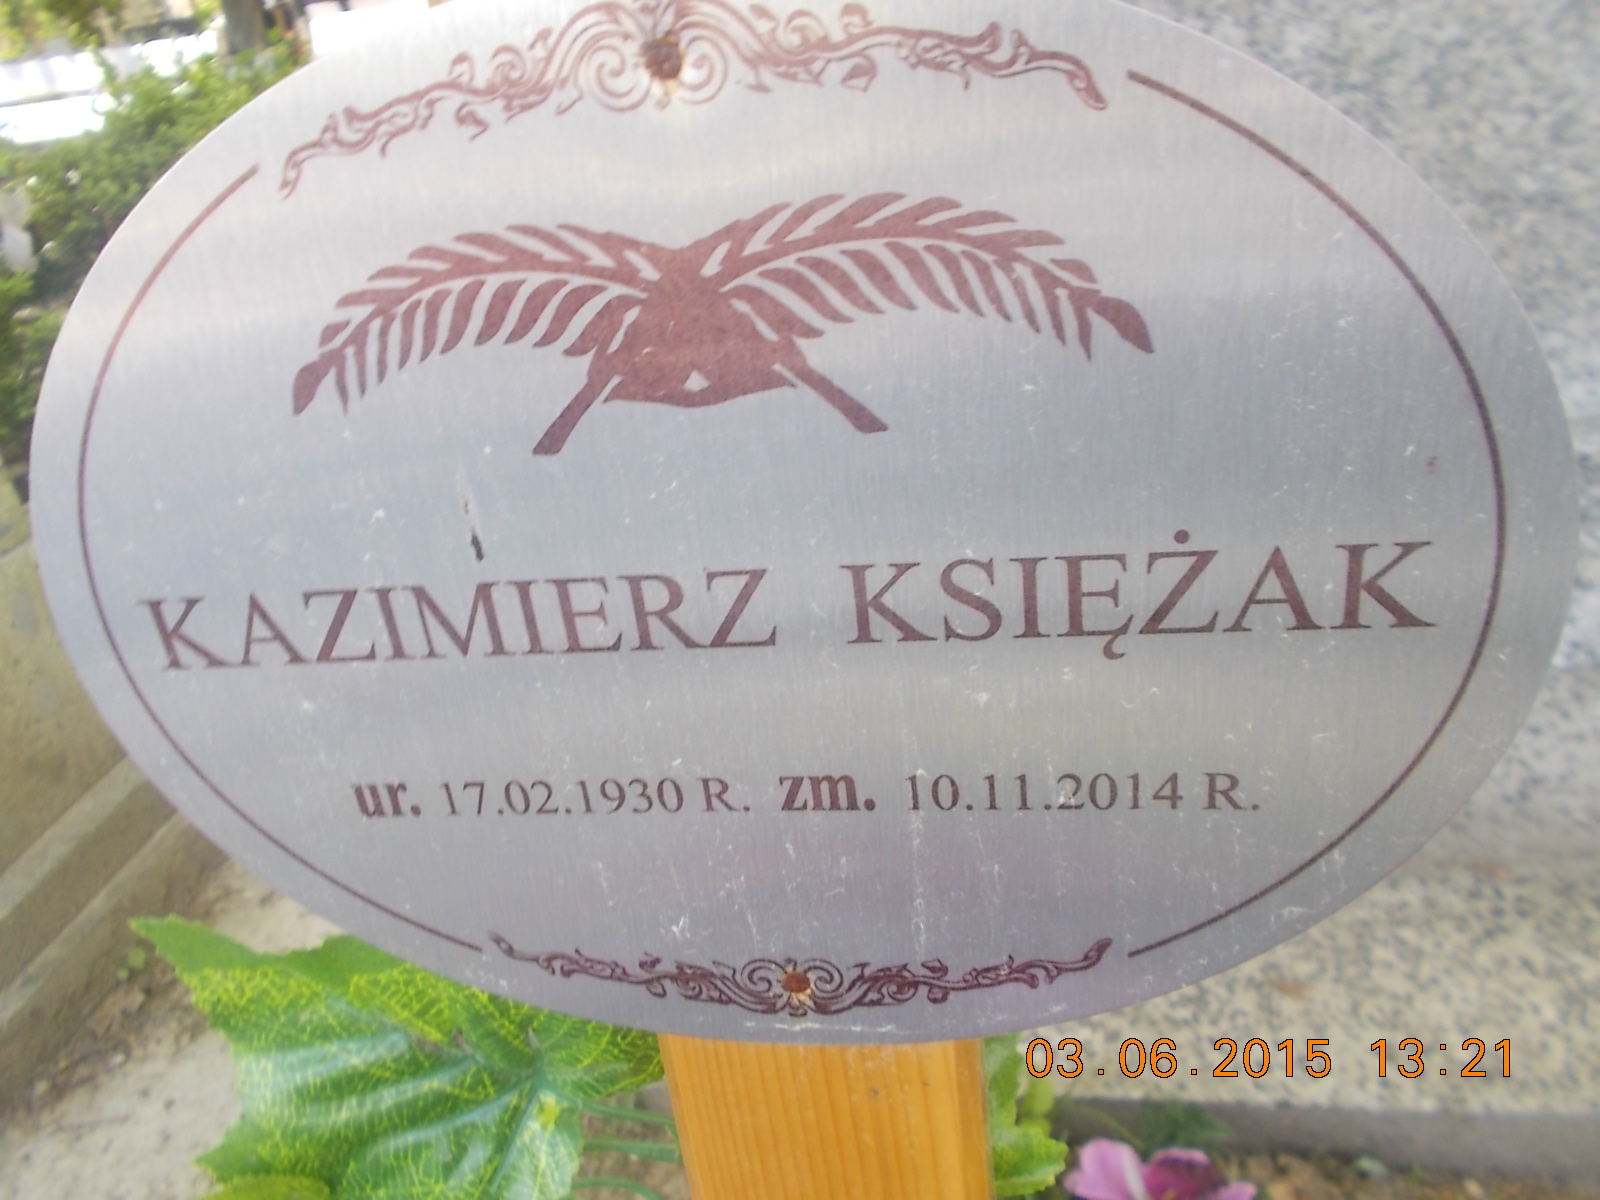 KAZIMIERZ KSIĘŻAK
ur. 17.02.1930 R. zm. 10.11.2014 R.
03.06.2015 13:21